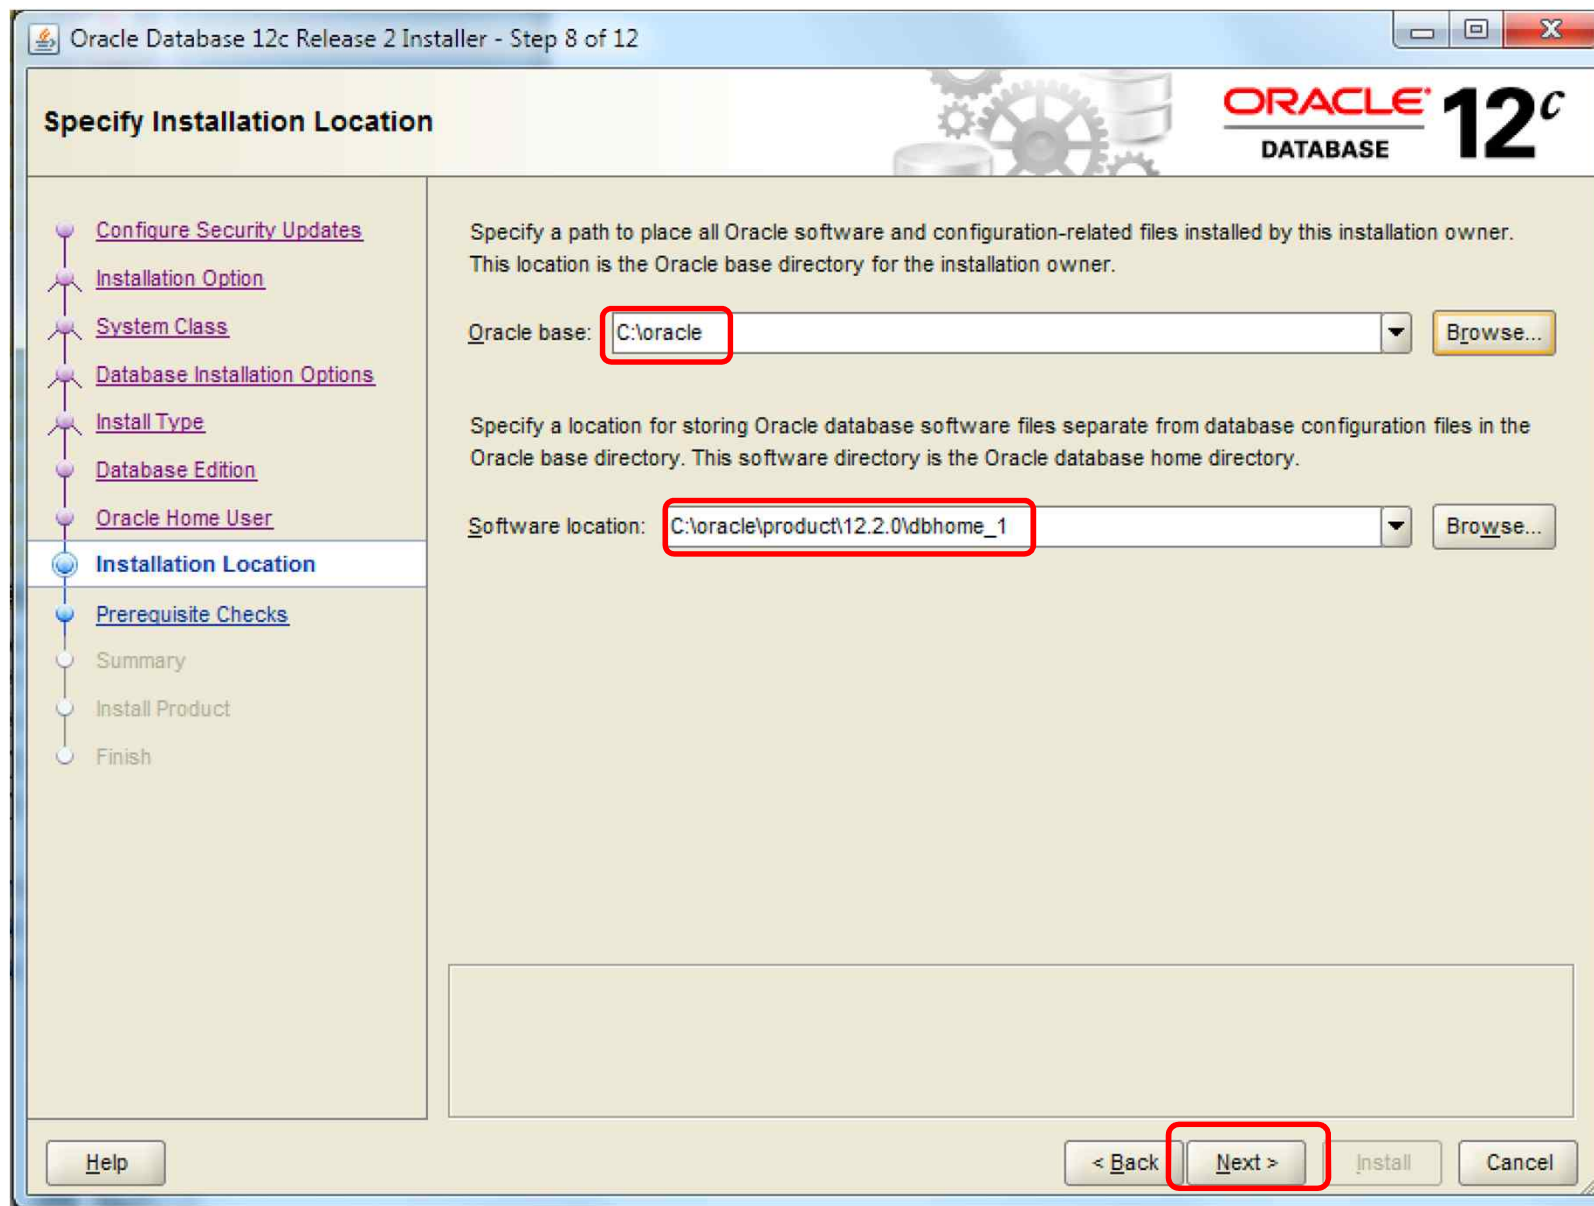 Oracle Database 12c Release 2 Installer - Step 8 of 12
Specify Installation Location
ORACLE
DATABASE
12c
Configure Security Updates
Installation Option
System Class
Database Installation Options
Install Type
Database Edition
Oracle Home User
Installation Location
Prerequisite Checks
Summary
Install Product
Finish
Specify a path to place all Oracle software and configuration-related files installed by this installation owner.
This location is the Oracle base directory for the installation owner.
Oracle base: C:\oracle Browse...
Specify a location for storing Oracle database software files separate from database configuration files in the
Oracle base directory. This software directory is the Oracle database home directory.
Software location: C:\oracle\product\12.2.0\dbhome_1 Browse...
Help < Back Next > Install Cancel